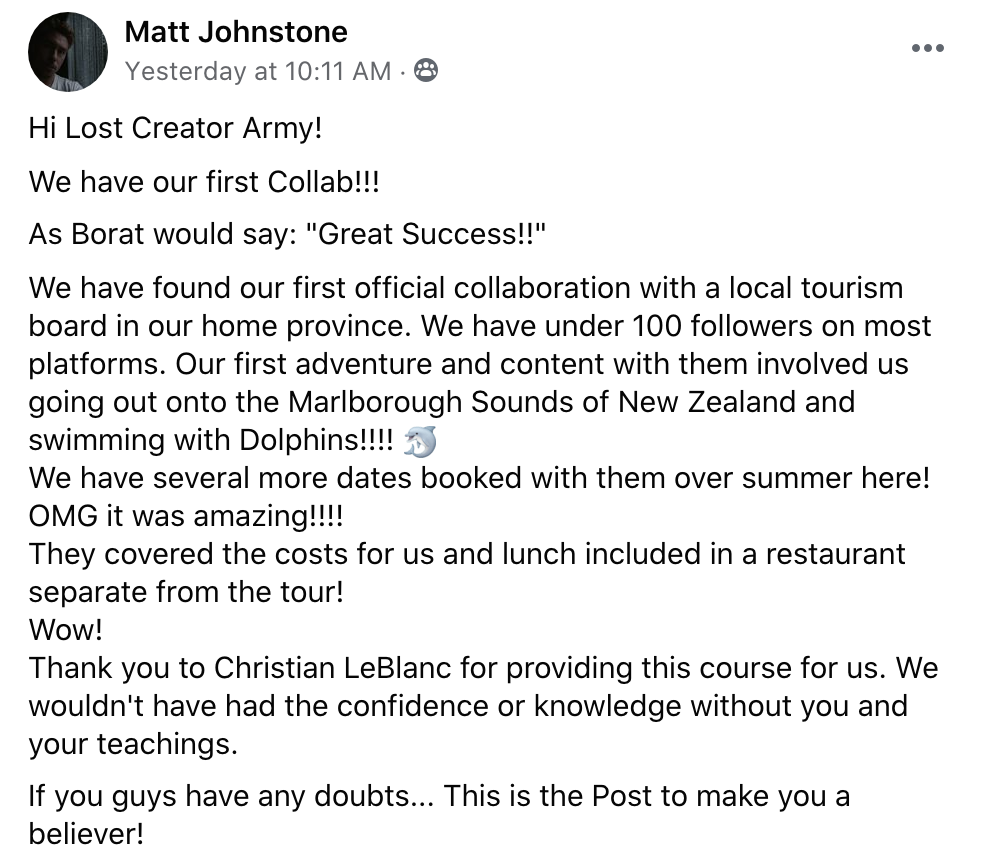 Matt Johnstone
Yesterday at 10:11 AM ·
Hi Lost Creator Army!
We have our first Collab!!!
As Borat would say: "Great Success!!"
We have found our first official collaboration with a local tourism
board in our home province. We have under 100 followers on most
platforms. Our first adventure and content with them involved us
going out onto the Marlborough Sounds of New Zealand and
swimming with Dolphins!!!! 🐬
We have several more dates booked with them over summer here!
OMG it was amazing!!!!
They covered the costs for us and lunch included in a restaurant
separate from the tour!
Wow!
Thank you to Christian LeBlanc for providing this course for us. We
wouldn't have had the confidence or knowledge without you and
your teachings.
If you guys have any doubts... This is the Post to make you a
believer!